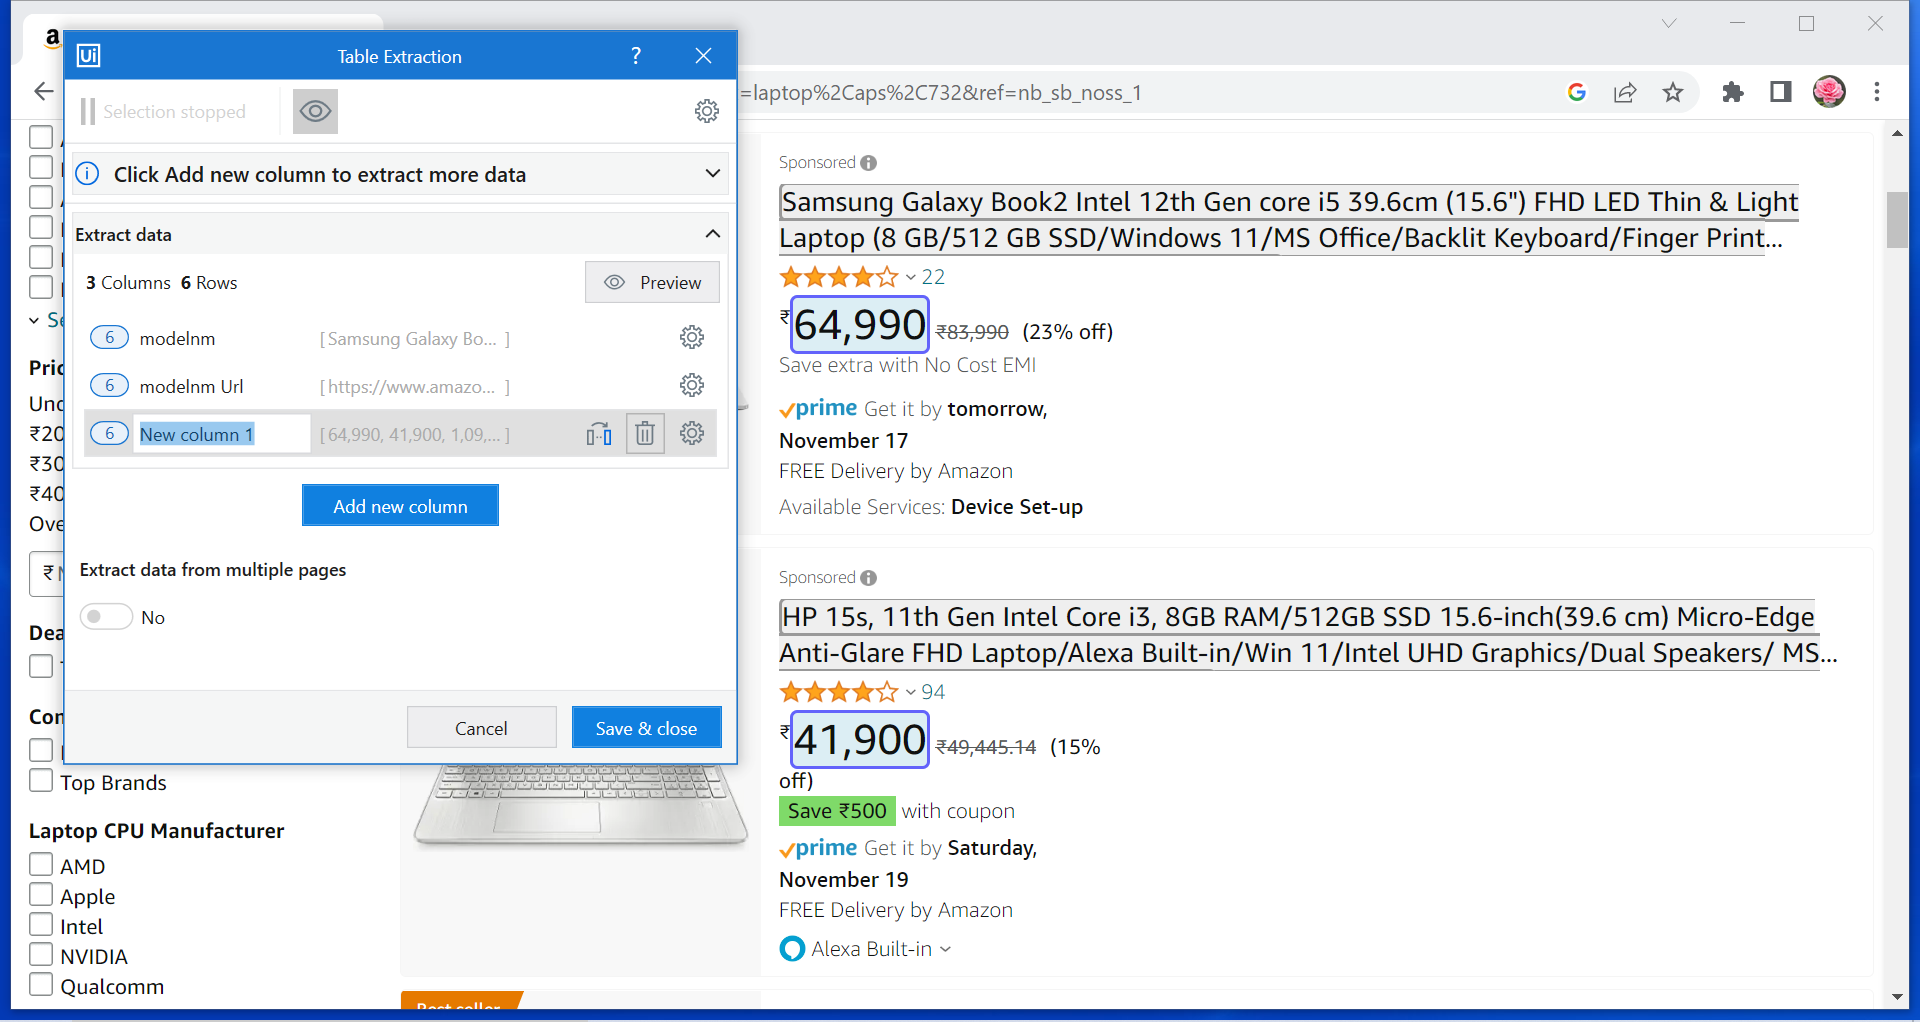 a
Ui
Table Extraction
?
Selection stopped
=laptop%2Caps%2C732&ref=nb_sb_noss_1
G
Click Add new column to extract more data
Extract data
3 Columns 6 Rows
Preview
6 modelnm [ Samsung Galaxy Bo... ]
6 modelnm Url [ https://www.amazo... ]
6 New column 1 [ 64,990, 41,900, 1,09,... ]
Add new column
Extract data from multiple pages
No
Cancel
Save & close
Se
Pric
Und
₹20
₹30
₹40
Ove
₹
Dea
Con
Top Brands
Laptop CPU Manufacturer
AMD
Apple
Intel
NVIDIA
Qualcomm
Sponsored
Samsung Galaxy Book2 Intel 12th Gen core i5 39.6cm (15.6") FHD LED Thin & Light
Laptop (8 GB/512 GB SSD/Windows 11/MS Office/Backlit Keyboard/Finger Print...
22
₹64,990 ₹83,990 (23% off)
Save extra with No Cost EMI
prime Get it by tomorrow,
November 17
FREE Delivery by Amazon
Available Services: Device Set-up
Sponsored
HP 15s, 11th Gen Intel Core i3, 8GB RAM/512GB SSD 15.6-inch(39.6 cm) Micro-Edge
Anti-Glare FHD Laptop/Alexa Built-in/Win 11/Intel UHD Graphics/Dual Speakers/ MS...
94
₹41,900 ₹49,445.14 (15%
off)
Save ₹500 with coupon
prime Get it by Saturday,
November 19
FREE Delivery by Amazon
Alexa Built-in
Best seller